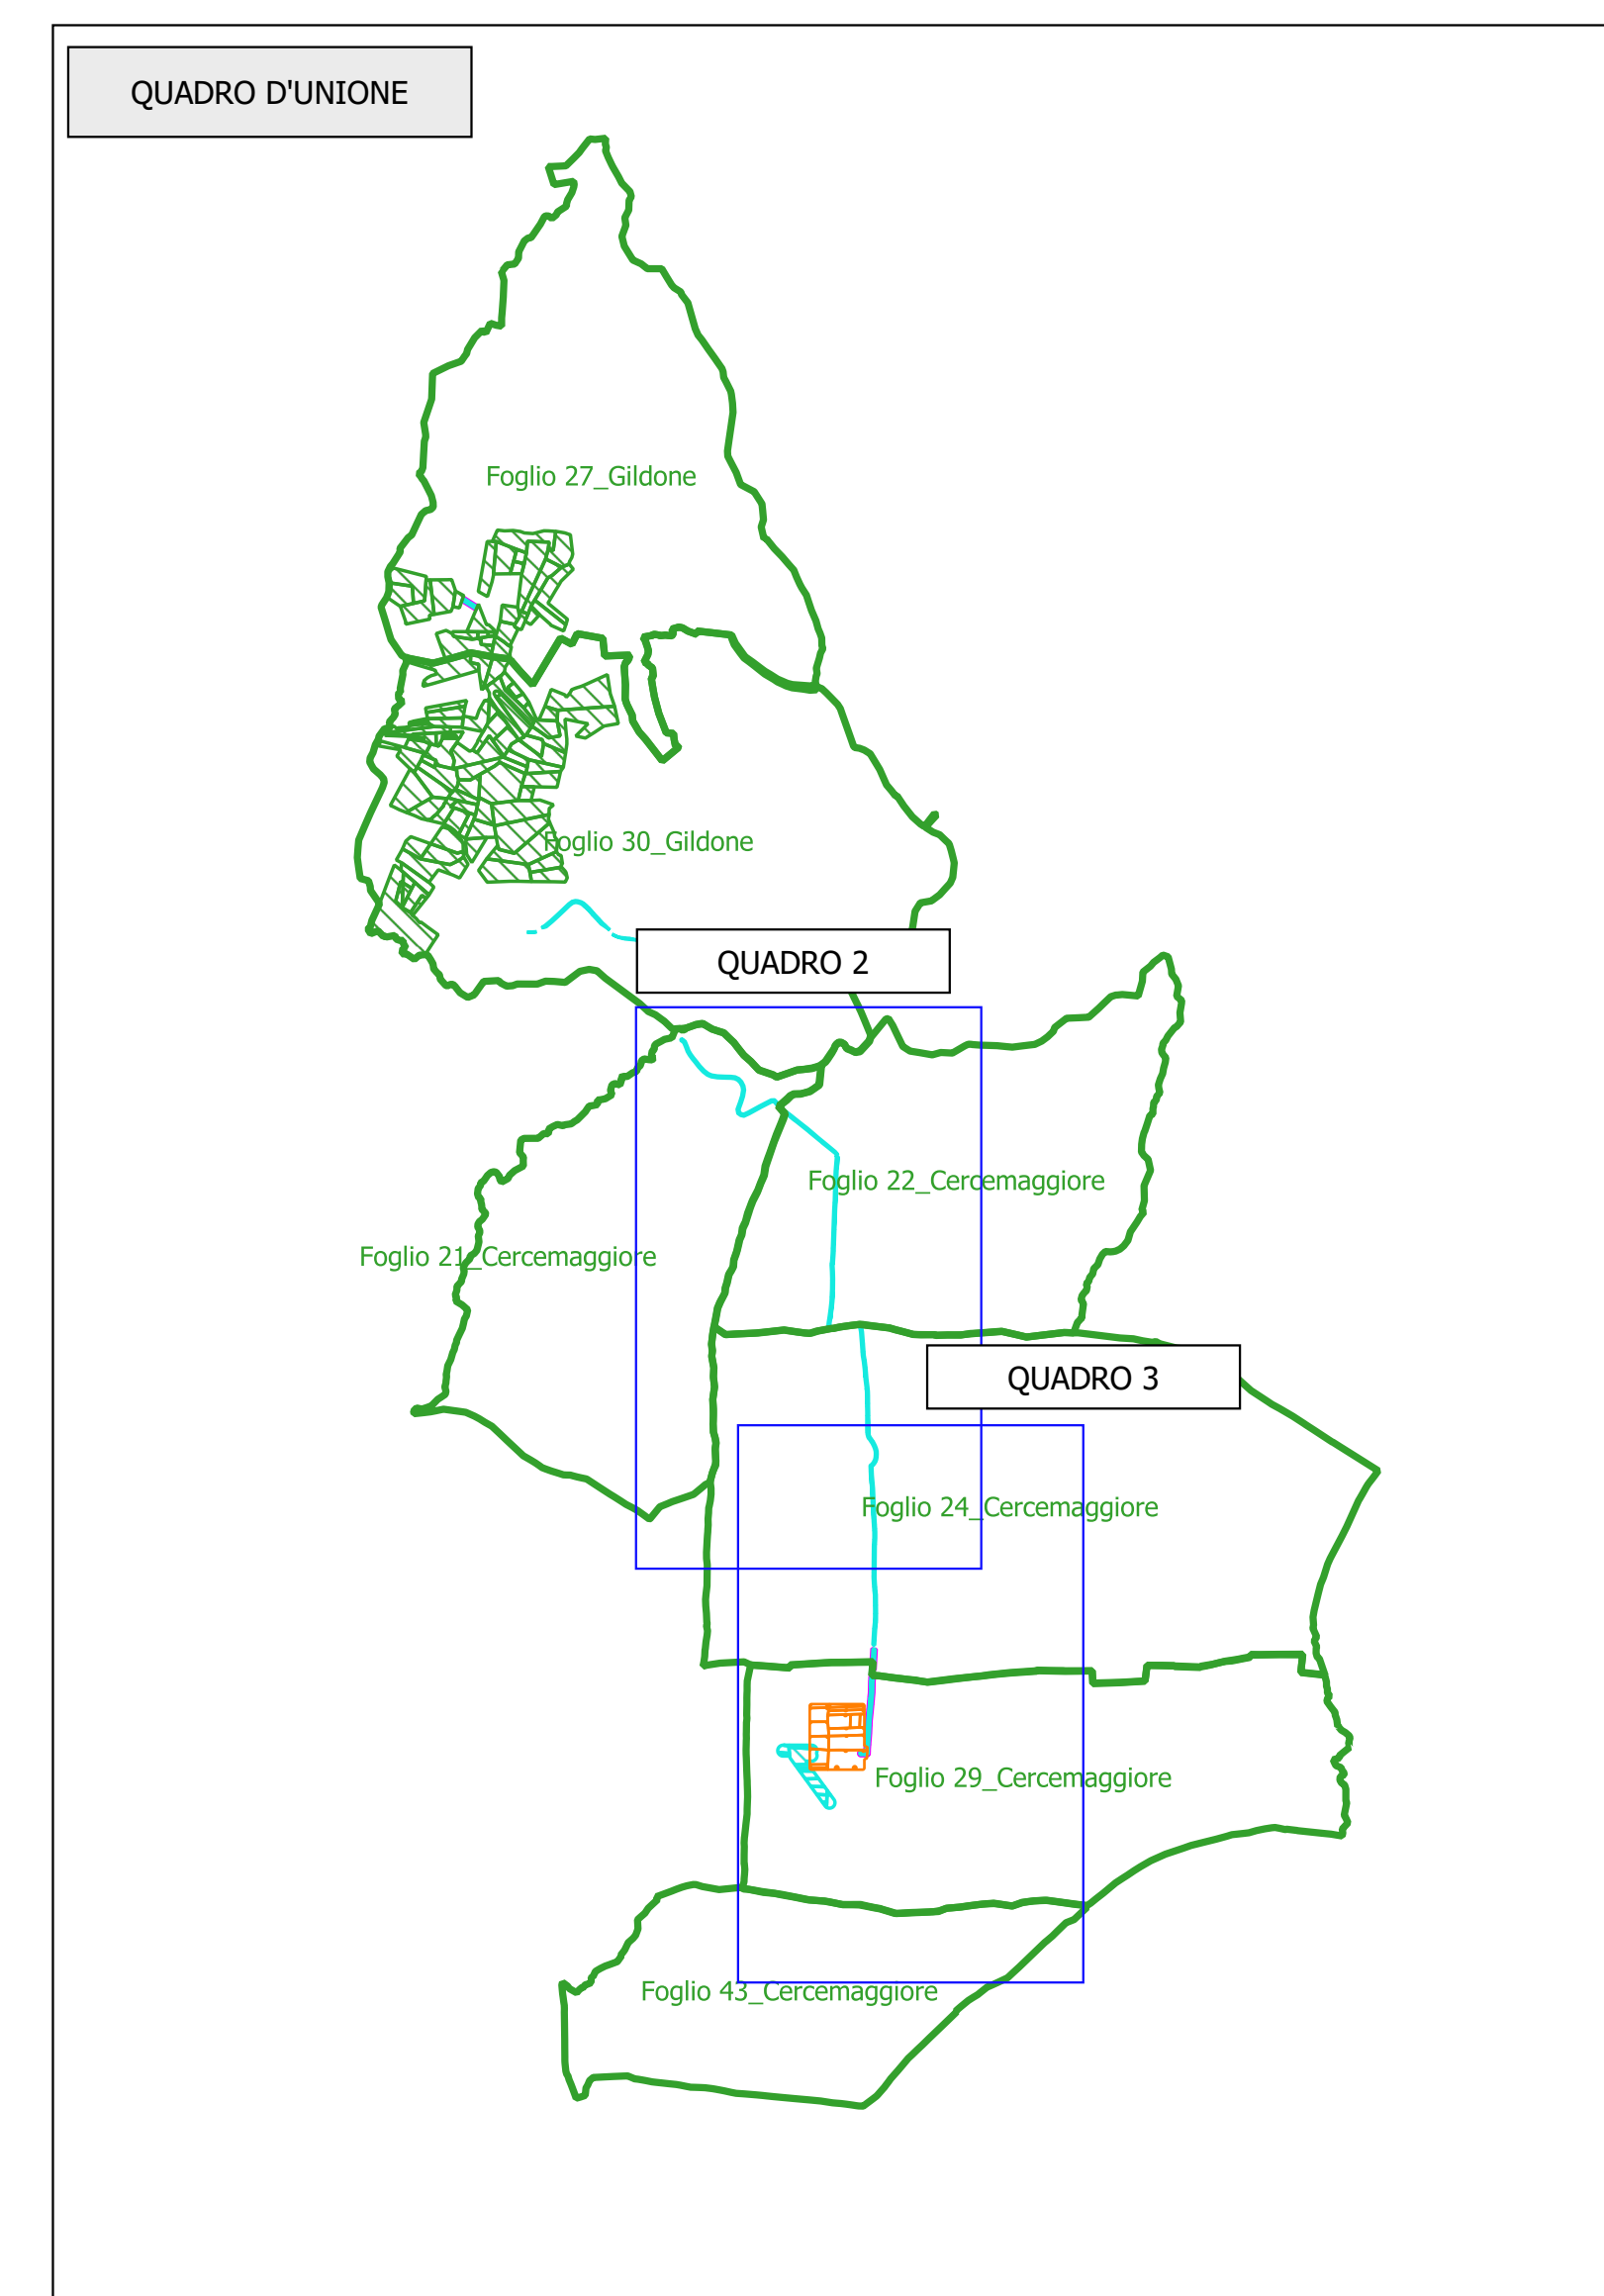 QUADRO D'UNIONE
Foglio 27_Gildone
Foglio 30_Gildone
QUADRO 2
Foglio 22_Cercemaggiore
Foglio 21_Cercemaggiore
QUADRO 3
Foglio 24_Cercemaggiore
Foglio 29_Cercemaggiore
Foglio 43_Cercemaggiore